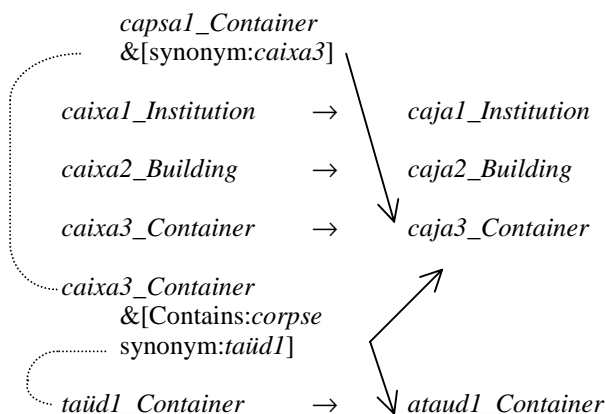 capsa1_Container
&[synonym:caixa3]
caixa1_Institution → caja1_Institution
caixa2_Building → caja2_Building
caixa3_Container → caja3_Container
caixa3_Container
&[Contains:corpse
synonym:taüd1]
taüd1_Container → ataud1_Container